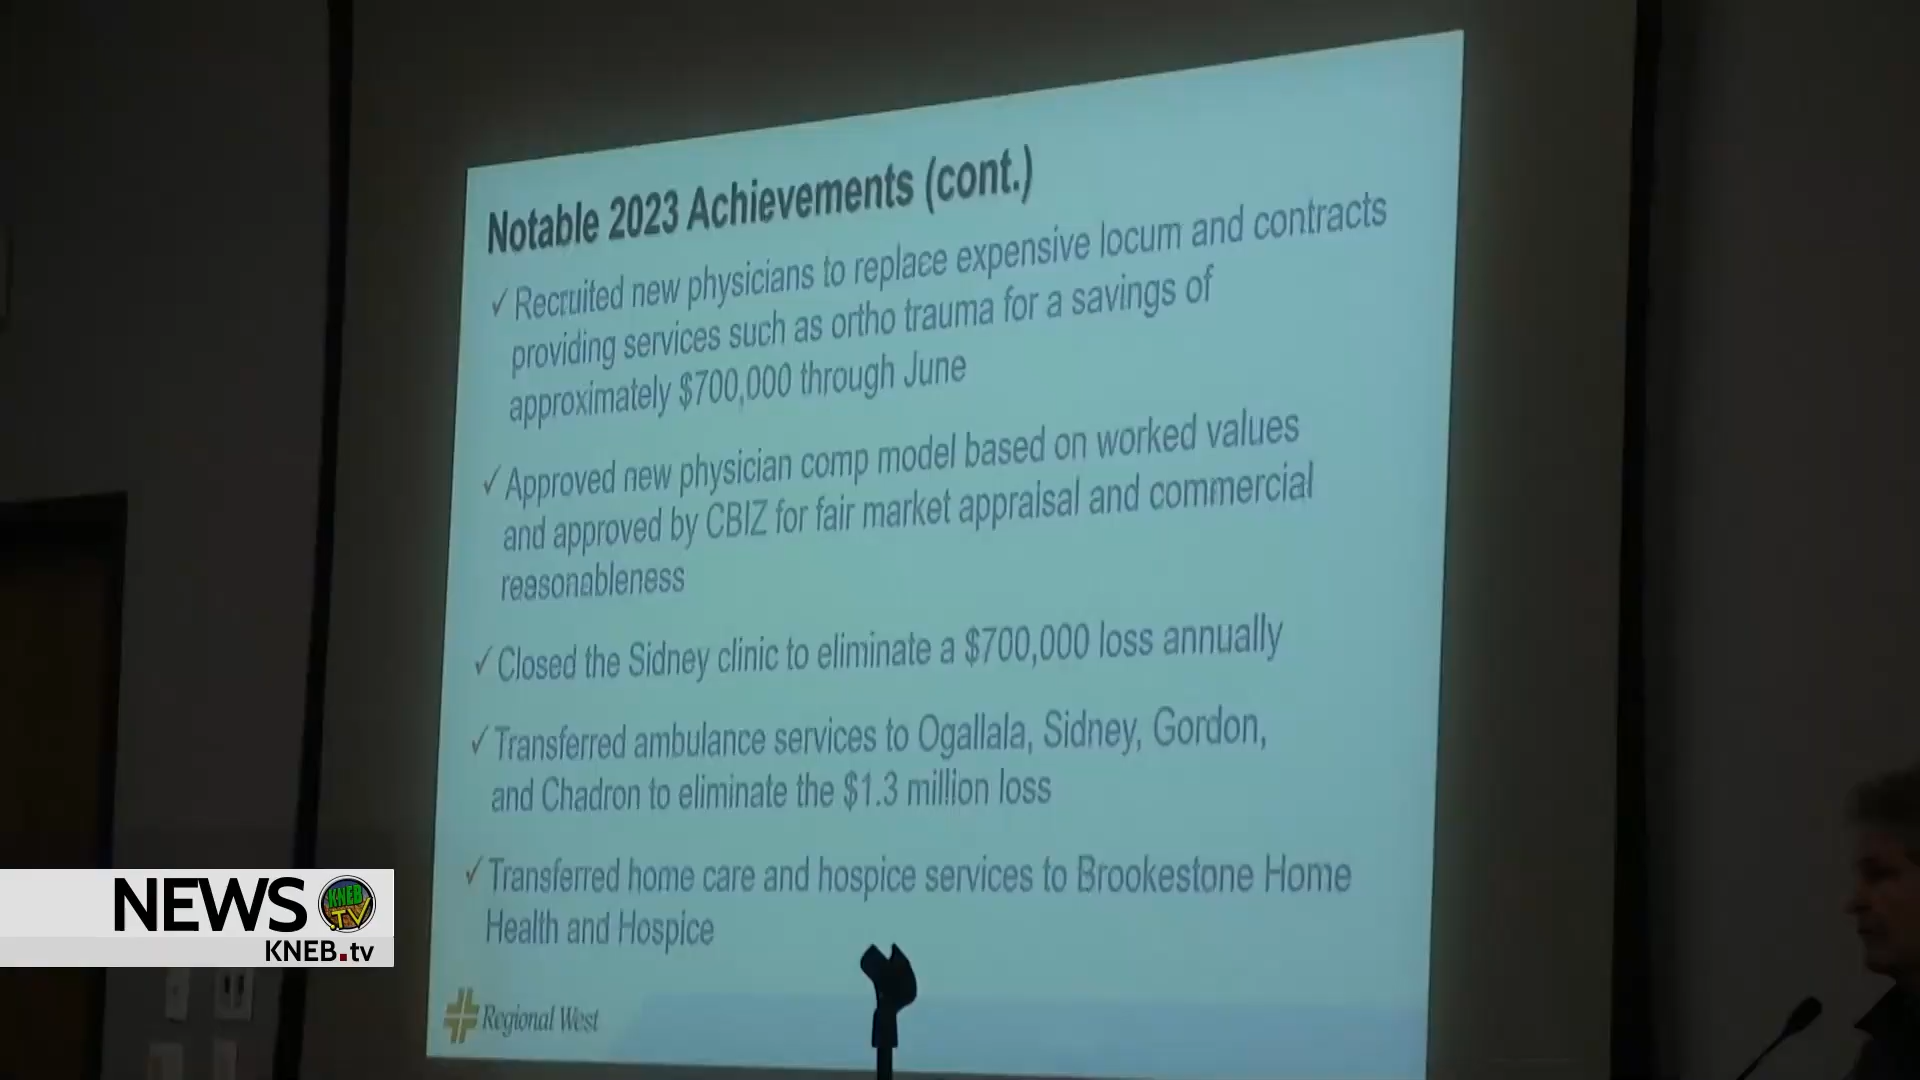 Notable 2023 Achievements (cont.)
✓ Recruited new physicians to replace expensive locum and contracts
providing services such as ortho trauma for a savings of
approximately $700,000 through June
✓ Approved new physician comp model based on worked values
and approved by CBIZ for fair market appraisal and commercial
reasonableness
✓ Closed the Sidney clinic to eliminate a $700,000 loss annually
✓ Transferred ambulance services to Ogallala, Sidney, Gordon,
and Chadron to eliminate the $1.3 million loss
✓ Transferred home care and hospice services to Brookestone Home
Health and Hospice
Regional West
NEWS
KNEB
.TV
KNEB.tv